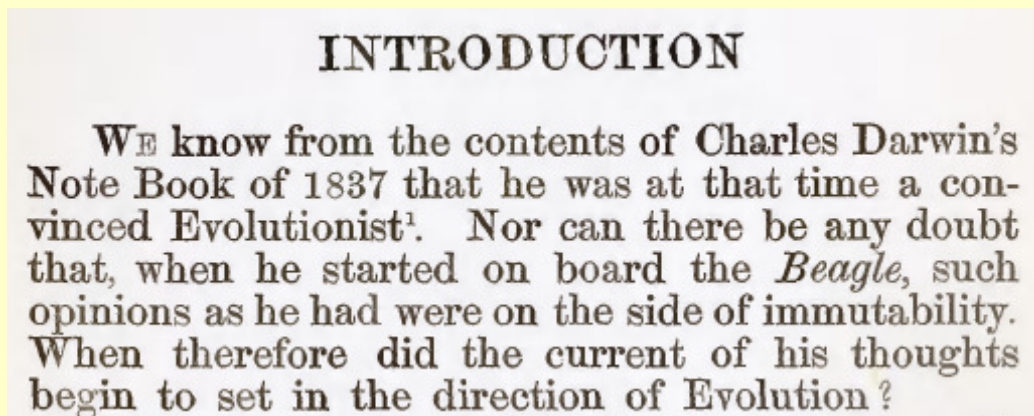 INTRODUCTION
WE know from the contents of Charles Darwin's
Note Book of 1837 that he was at that time a con-
vinced Evolutionist¹. Nor can there be any doubt
that, when he started on board the Beagle, such
opinions as he had were on the side of immutability.
When therefore did the current of his thoughts
begin to set in the direction of Evolution?